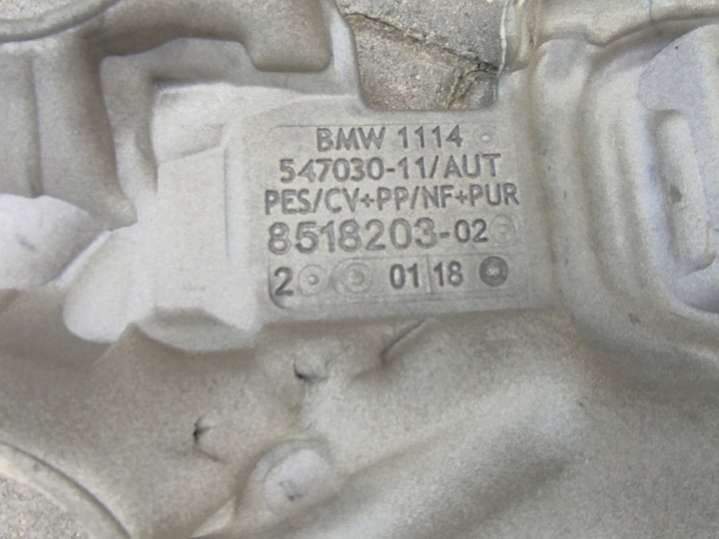 BMW 1114
547030-11/AUT
PES/CV+PP/NF+PUR
8518203-02
2 01 18